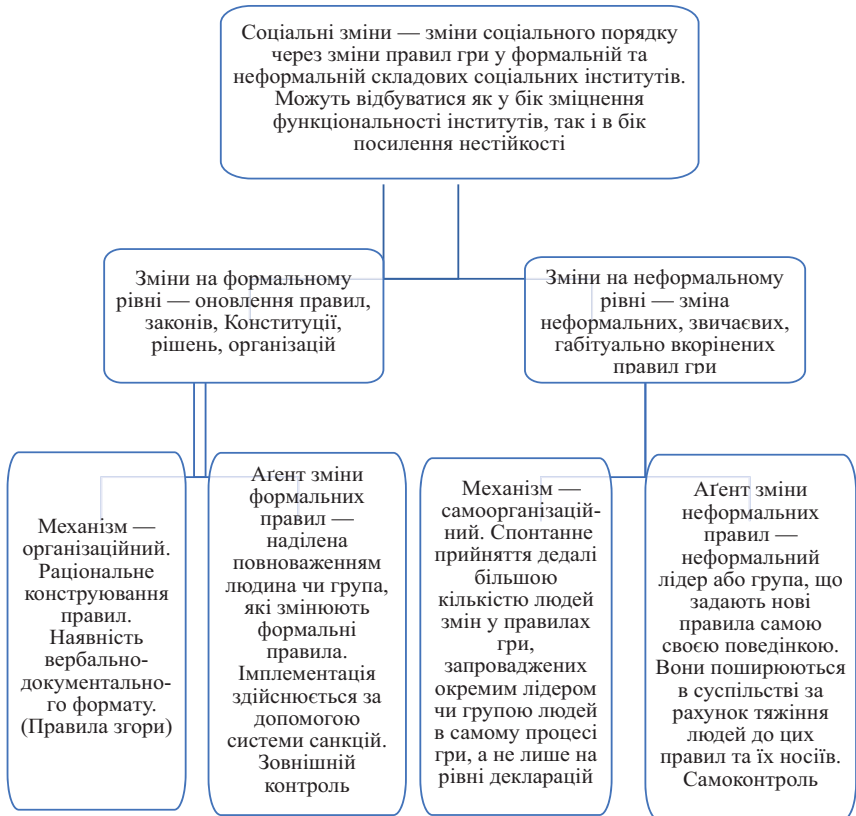 Соціальні зміни — зміни соціального порядку
через зміни правил гри у формальній та
неформальній складових соціальних інститутів.
Можуть відбуватися як у бік зміцнення
функціональності інститутів, так і в бік
посилення нестійкості
Зміни на формальному
рівні — оновлення правил,
законів, Конституції,
рішень, організацій
Зміни на неформальному
рівні — зміна
неформальних, звичаєвих,
габітуально вкорінених
правил гри
Механізм —
організаційний.
Раціональне
конструювання
правил.
Наявність
вербально-
документально-
го формату.
(Правила згори)
Аґент зміни
формальних
правил —
наділена
повноваженням
людина чи група,
які змінюють
формальні
правила.
Імплементація
здійснюється за
допомогою
системи санкцій.
Зовнішній
контроль
Механізм —
самоорганізацій-
ний. Спонтанне
прийняття дедалі
більшою
кількістю людей
змін у правилах
гри,
запроваджених
окремим лідером
чи групою людей
в самому процесі
гри, а не лише на
рівні декларацій
Аґент зміни
неформальних
правил —
неформальний
лідер або група, що
задають нові
правила самою
своєю поведінкою.
Вони поширюються
в суспільстві за
рахунок тяжіння
людей до цих
правил та їх носіїв.
Самоконтроль